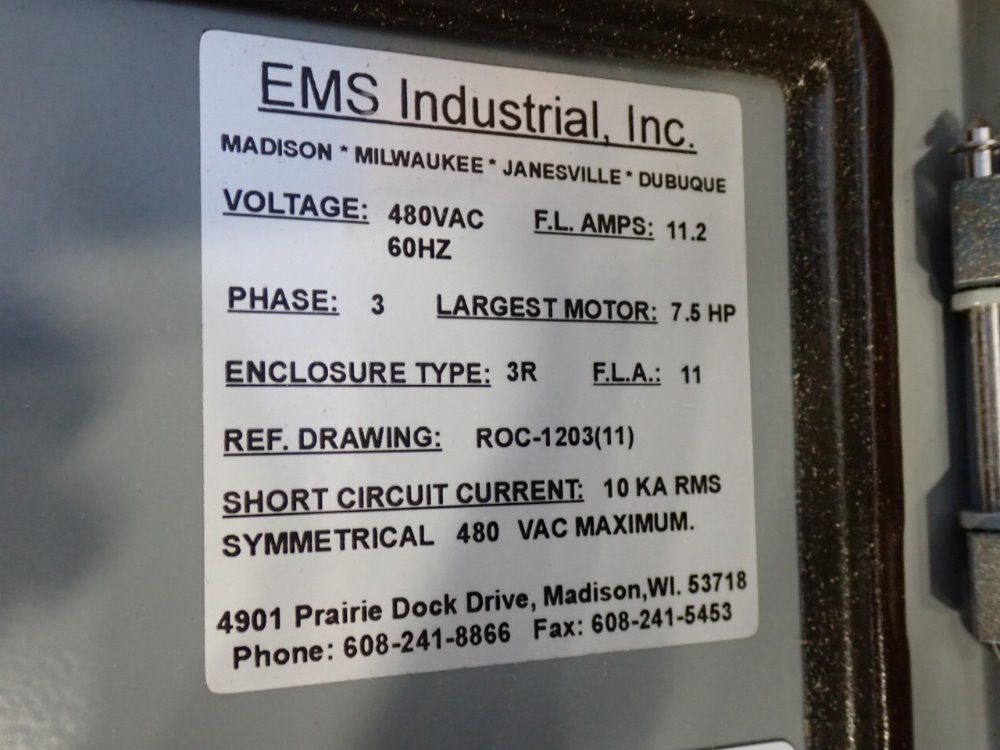 EMS Industrial, Inc.
MADISON * MILWAUKEE * JANESVILLE * DUBUQUE
VOLTAGE: 480VAC F.L. AMPS: 11.2
60HZ
PHASE: 3 LARGEST MOTOR: 7.5 HP
ENCLOSURE TYPE: 3R F.L.A.: 11
REF. DRAWING: ROC-1203(11)
SHORT CIRCUIT CURRENT: 10 KA RMS
SYMMETRICAL 480 VAC MAXIMUM.
4901 Prairie Dock Drive, Madison,WI. 53718
Phone: 608-241-8866 Fax: 608-241-5453